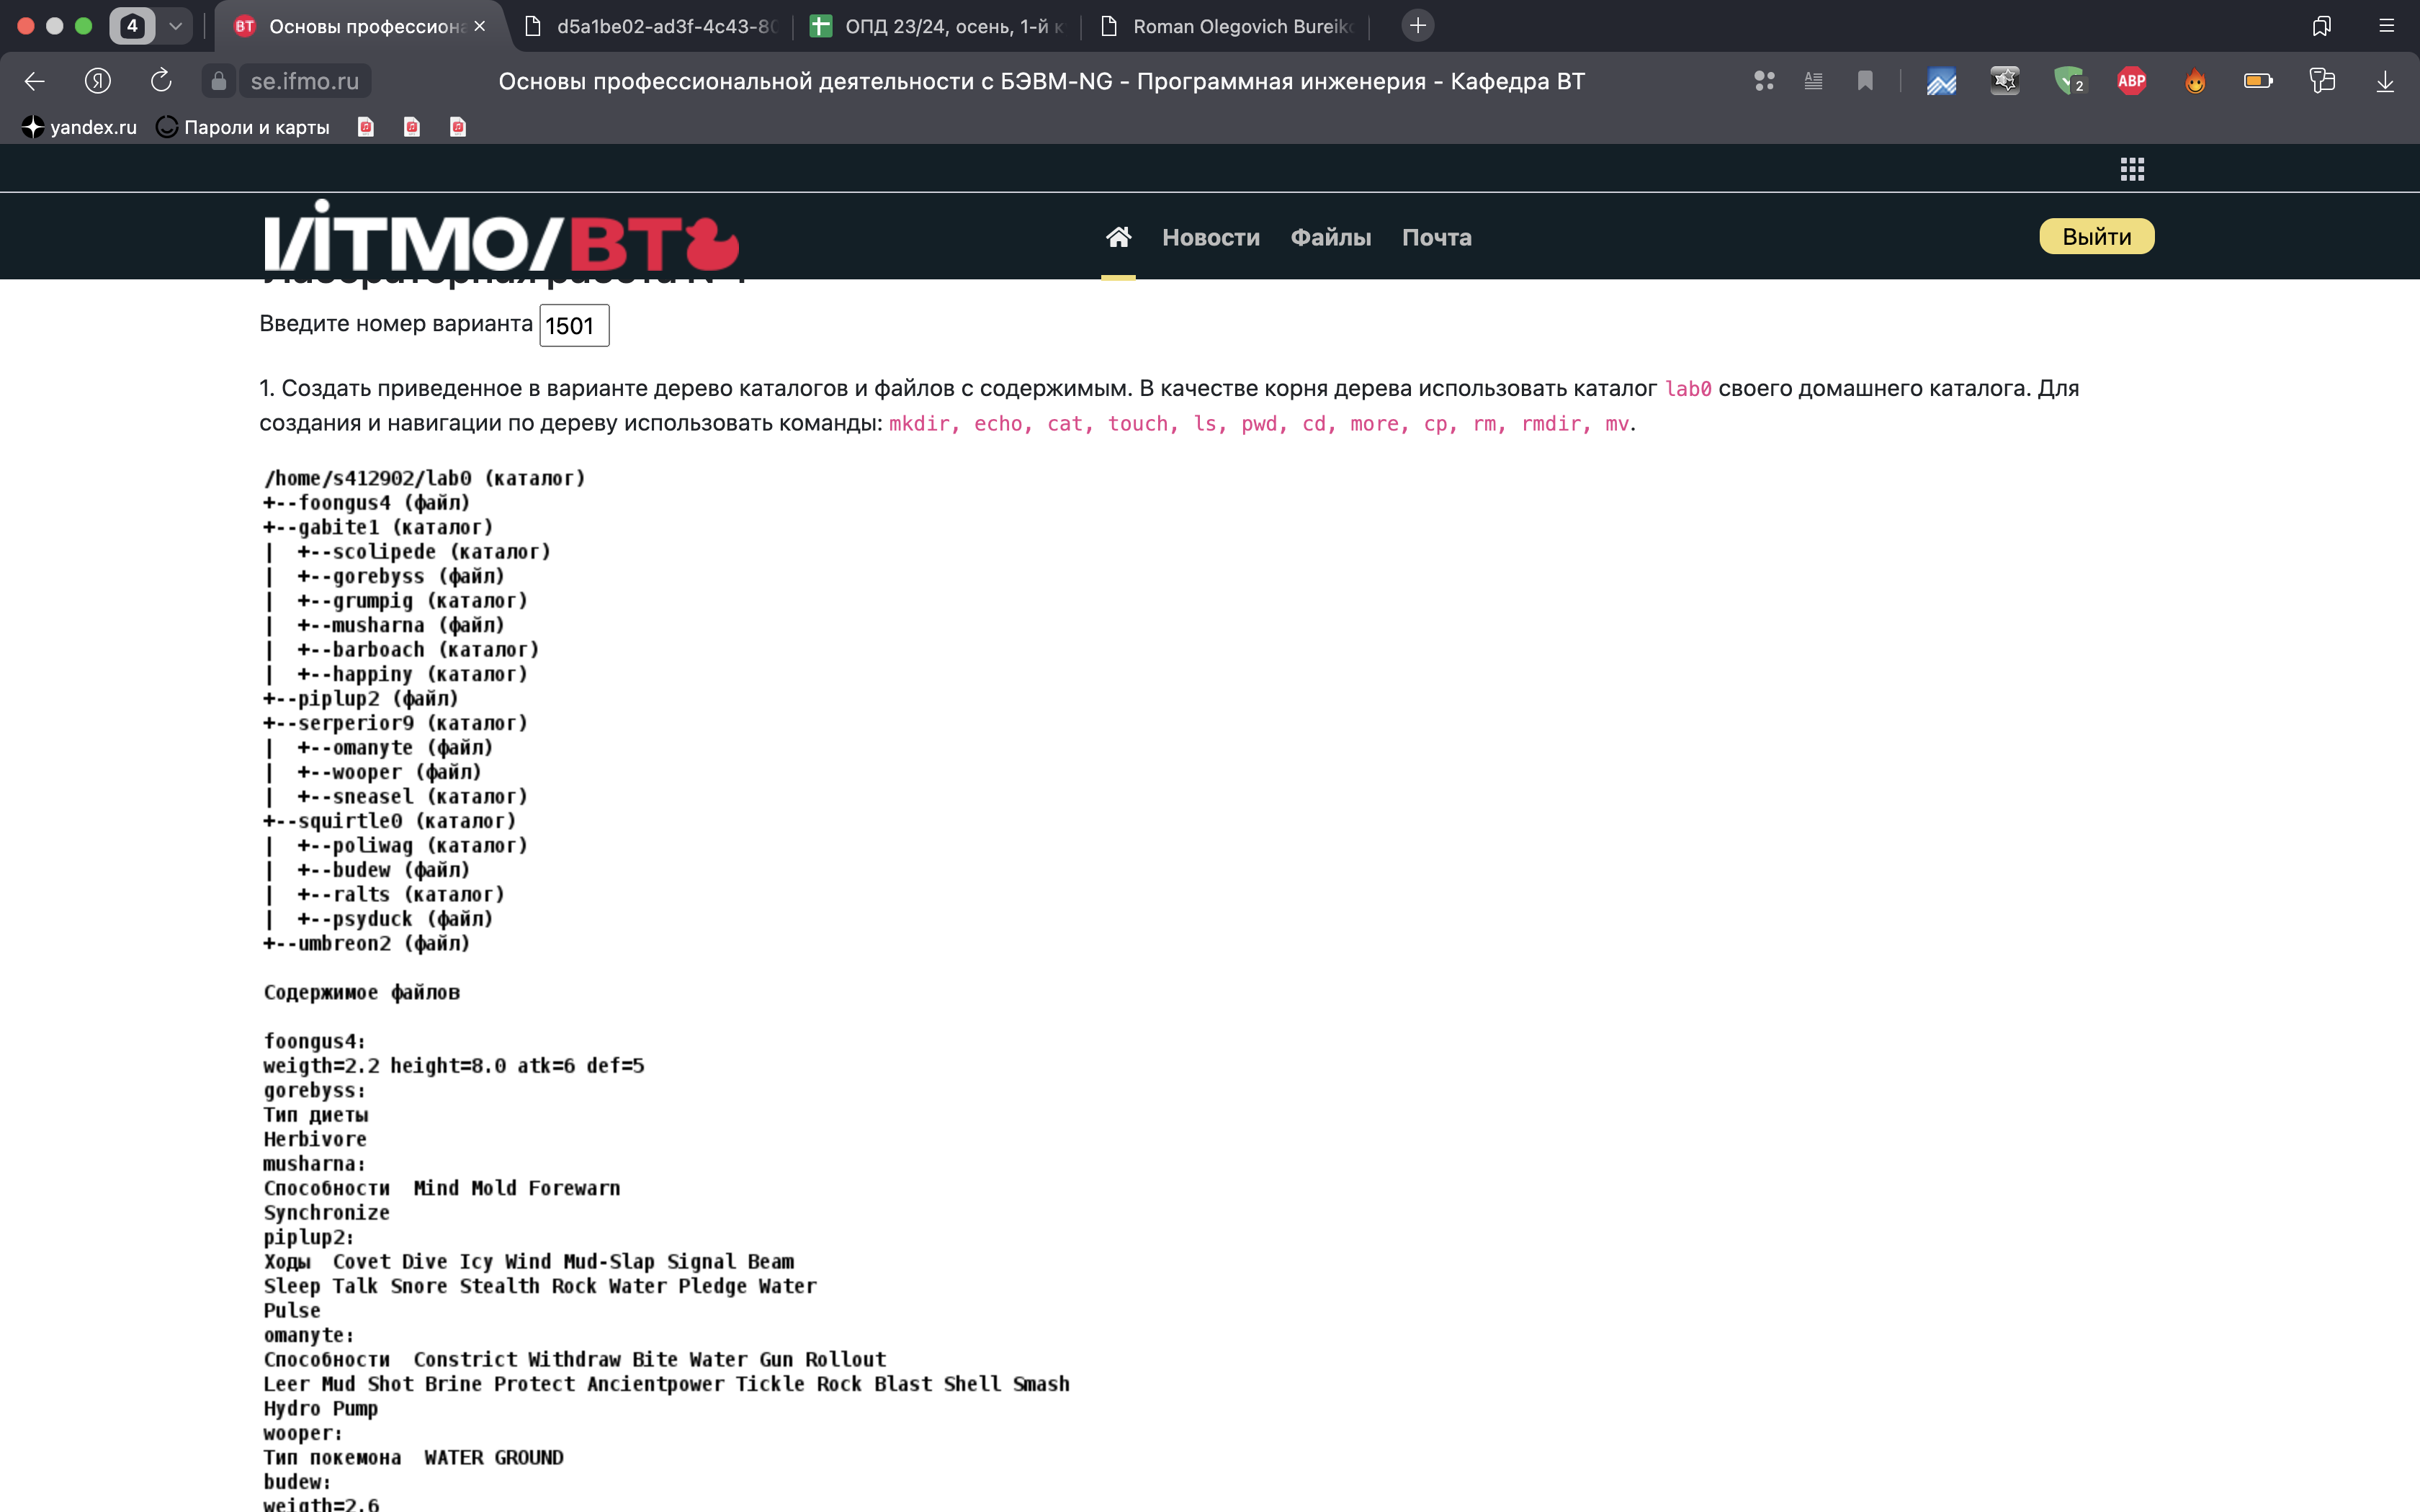 4
ВТ Основы профессиона
d5a1be02-ad3f-4c43-80
ОПД 23/24, осень, 1-й к
Roman Olegovich Bureik
Я
se.ifmo.ru
Основы профессиональной деятельности с БЭВМ-NG - Программная инженерия - Кафедра ВТ
2
ABP
yandex.ru
Пароли и карты
ИТМО/ВТ
Новости
Файлы
Почта
Выйти
Лабораторная работа №1
Введите номер варианта 1501
1. Создать приведенное в варианте дерево каталогов и файлов с содержимым. В качестве корня дерева использовать каталог lab0 своего домашнего каталога. Для
создания и навигации по дереву использовать команды: mkdir, echo, cat, touch, ls, pwd, cd, more, cp, rm, rmdir, mv.
/home/s412902/lab0 (каталог)
+--foongus4 (файл)
+--gabite1 (каталог)
|  +--scolipede (каталог)
|  +--gorebyss (файл)
|  +--grumpig (каталог)
|  +--musharna (файл)
|  +--barboach (каталог)
|  +--happiny (каталог)
+--piplup2 (файл)
+--serperior9 (каталог)
|  +--omanyte (файл)
|  +--wooper (файл)
|  +--sneasel (каталог)
+--squirtle0 (каталог)
|  +--poliwag (каталог)
|  +--budew (файл)
|  +--ralts (каталог)
|  +--psyduck (файл)
+--umbreon2 (файл)
Содержимое файлов
foongus4:
weigth=2.2 height=8.0 atk=6 def=5
gorebyss:
Тип диеты
Herbivore
musharna:
Способности  Mind Mold Forewarn
Synchronize
piplup2:
Ходы  Covet Dive Icy Wind Mud-Slap Signal Beam
Sleep Talk Snore Stealth Rock Water Pledge Water
Pulse
omanyte:
Способности  Constrict Withdraw Bite Water Gun Rollout
Leer Mud Shot Brine Protect Ancientpower Tickle Rock Blast Shell Smash
Hydro Pump
wooper:
Тип покемона  WATER GROUND
budew:
weigth=2.6